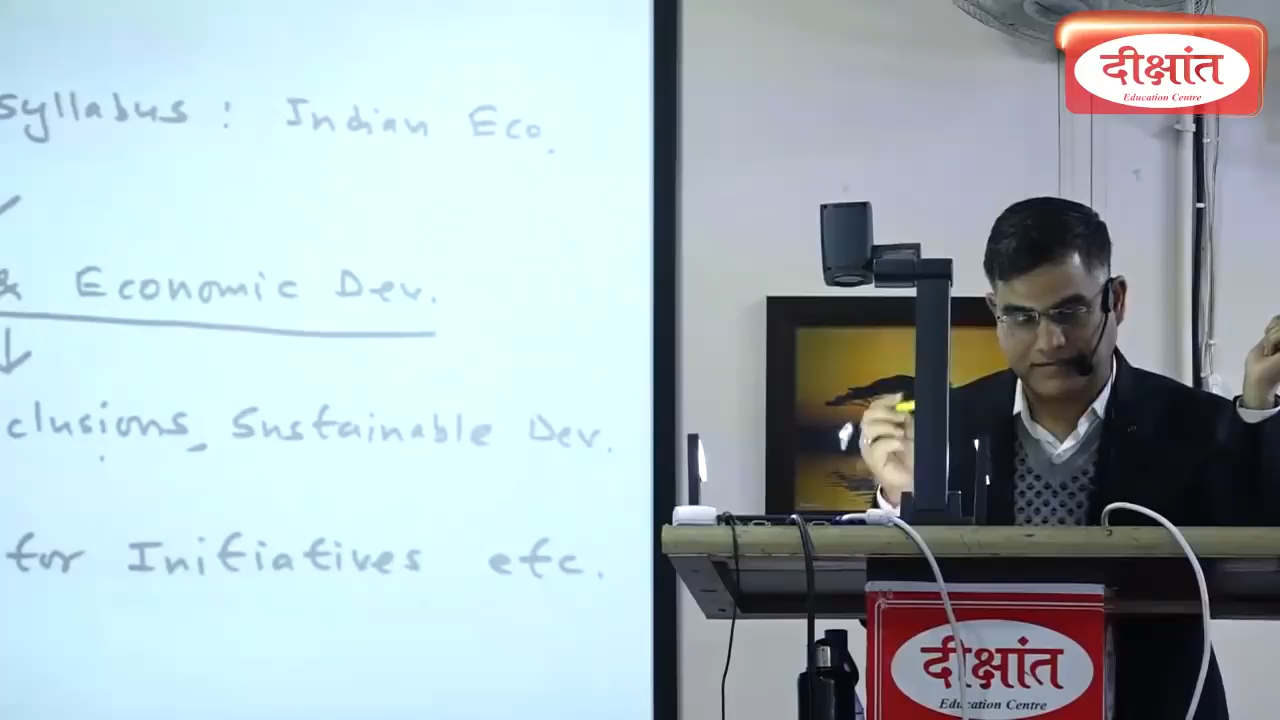 syllabus : Indian Eco.
& Economic Dev.
clusions, Sustainable Dev.
for Initiatives etc.
दीक्षांत
Education Centre
दीक्षांत
Education Centre